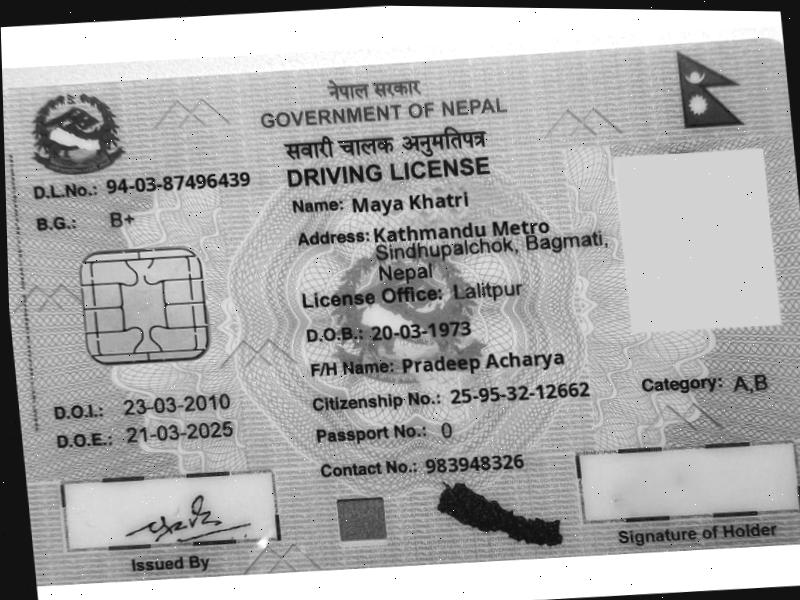 नेपाल सरकार
GOVERNMENT OF NEPAL
सवारी चालक अनुमतिपत्र
DRIVING LICENSE
D.L.No.: 94-03-87496439
B.G.: B+
Name: Maya Khatri
Address: Kathmandu Metro
Sindhupalchok, Bagmati,
Nepal
License Office: Lalitpur
D.O.B.: 20-03-1973
F/H Name: Pradeep Acharya
Citizenship No.: 25-95-32-12662
Category: A,B
D.O.I.: 23-03-2010
D.O.E.: 21-03-2025
Passport No.: 0
Contact No.: 983948326
Issued By
Signature of Holder